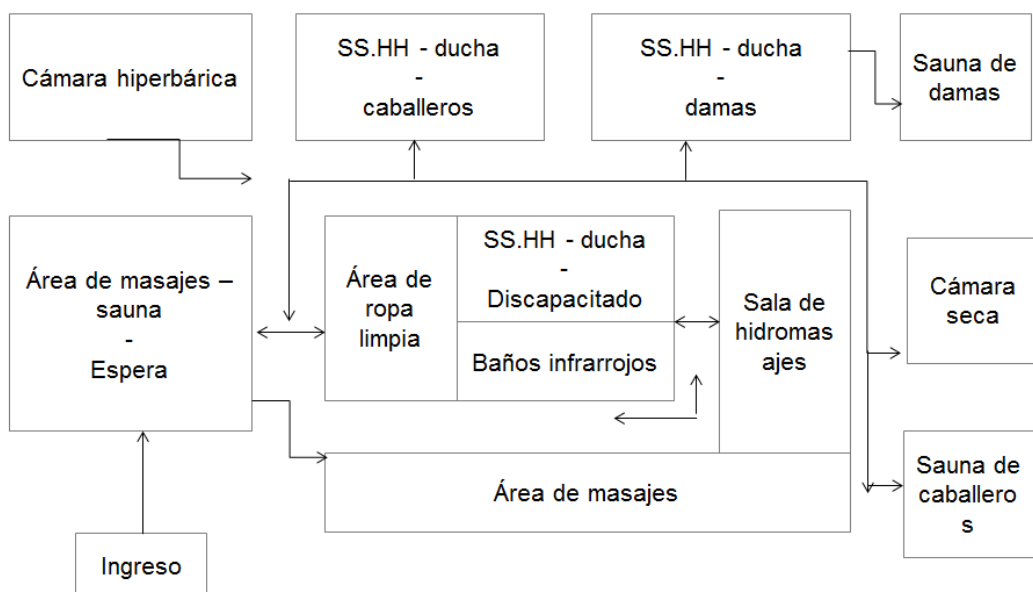 Cámara hiperbárica
SS.HH - ducha
-
caballeros
SS.HH - ducha
-
damas
Sauna de
damas
Área de masajes –
sauna
-
Espera
Área de
ropa
limpia
SS.HH - ducha
-
Discapacitado
Baños infrarrojos
Sala de
hidromas
ajes
Cámara
seca
Área de masajes
Sauna de
caballero
s
Ingreso